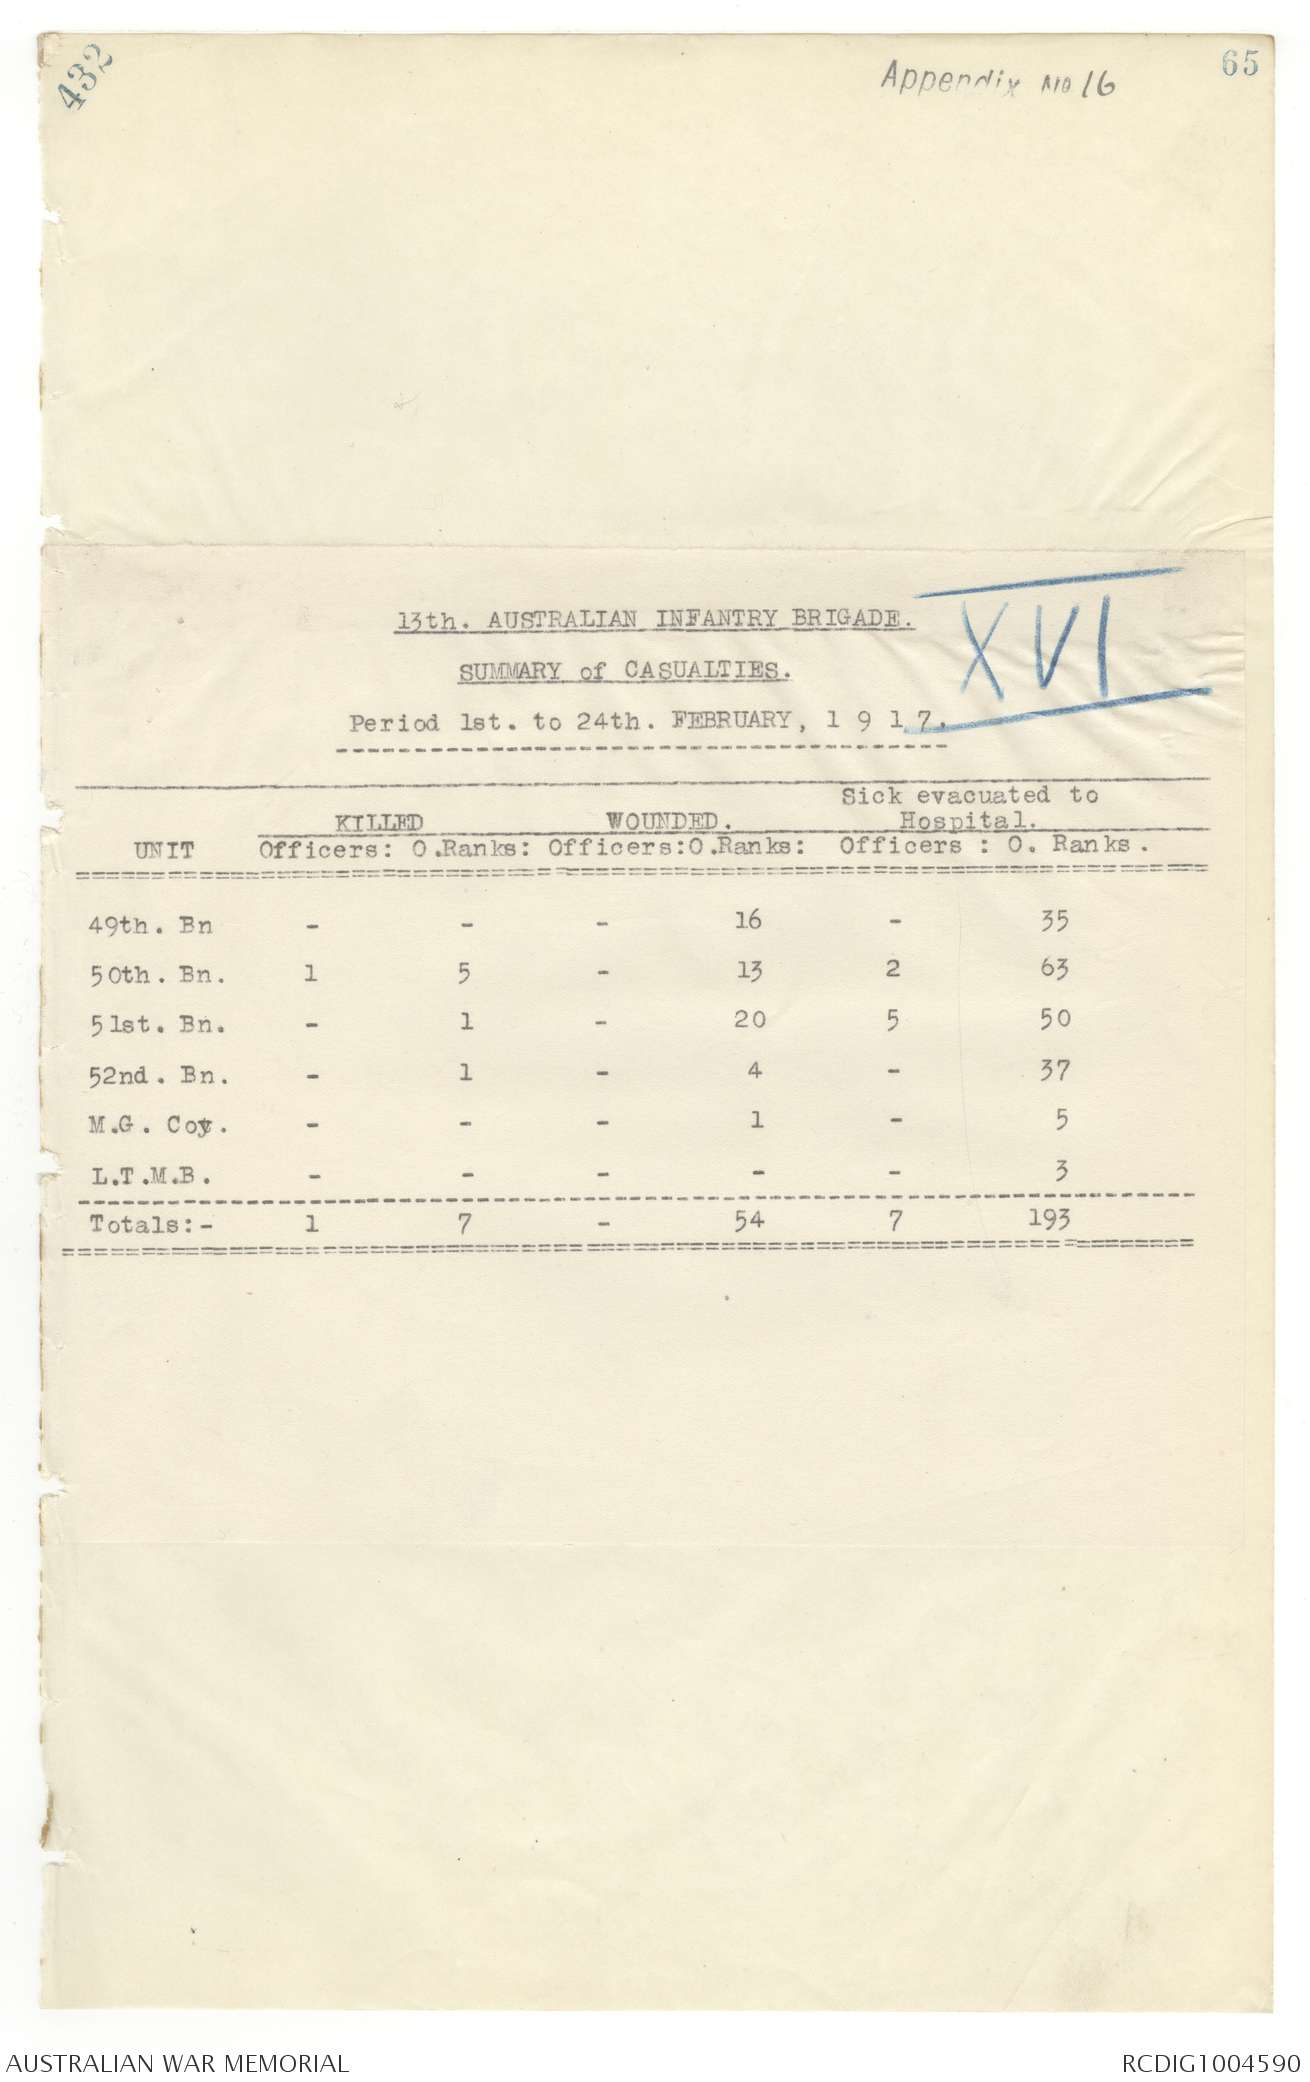 432
65
Appendix No 16
XVI
13th. AUSTRALIAN INFANTRY BRIGADE.
SUMMARY of CASUALTIES.
Period 1st. to 24th. FEBRUARY, 1 9 1 7.
UNIT KILLED WOUNDED. Sick evacuated to Hospital.
Officers: O.Ranks: Officers:O.Ranks: Officers : O. Ranks.
49th. Bn - - - 16 - 35
50th. Bn. 1 5 - 13 2 63
51st. Bn. - 1 - 20 5 50
52nd. Bn. - 1 - 4 - 37
M.G. Coy. - - - 1 - 5
L.T.M.B. - - - - - 3
Totals:- 1 7 - 54 7 193
AUSTRALIAN WAR MEMORIAL
RCDIG1004590